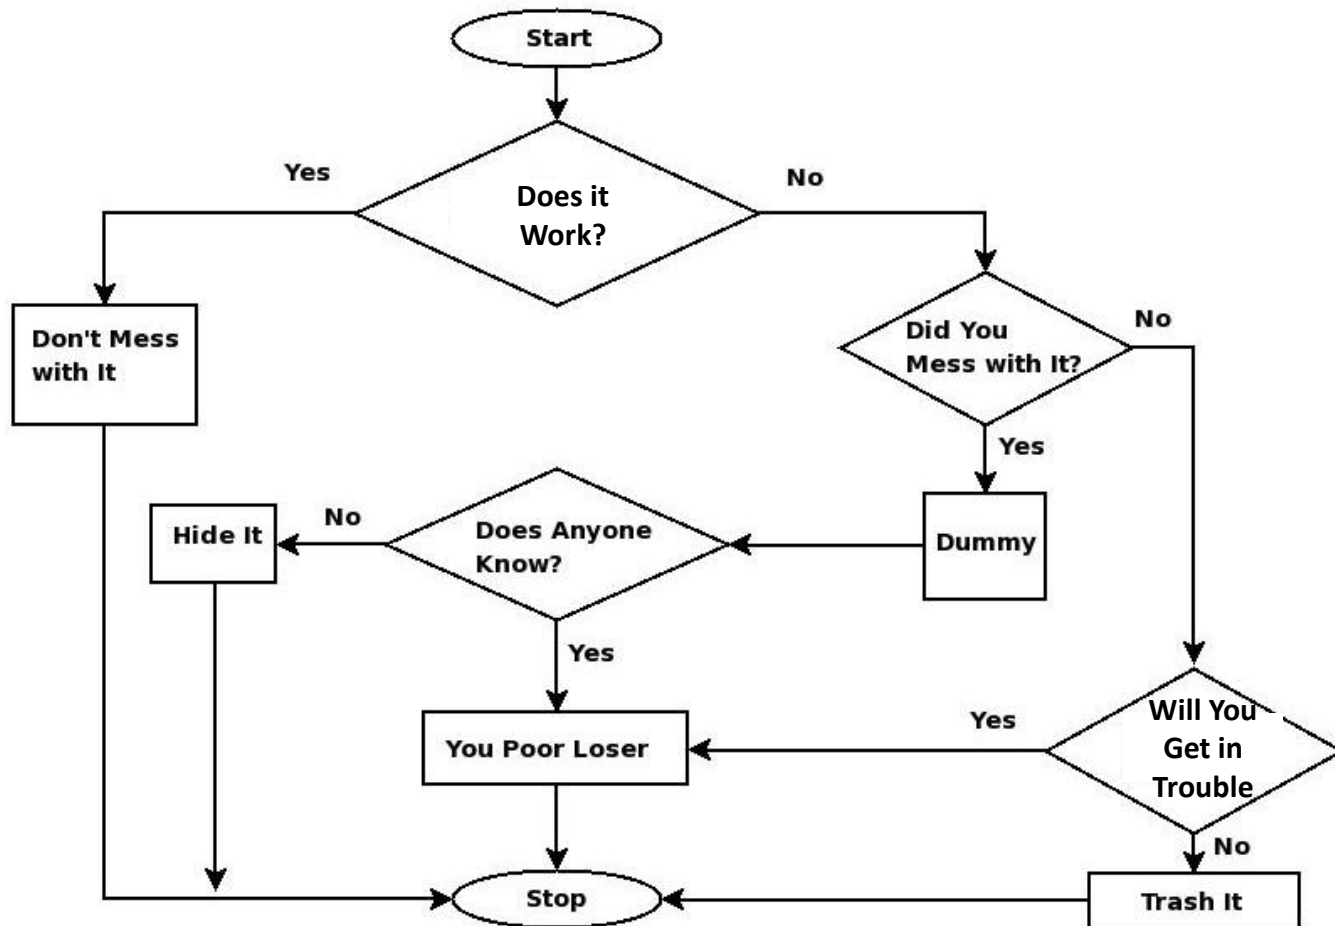 Start
Yes
No
Does it
Work?
Don't Mess
with It
Did You
Mess with It?
No
Yes
Hide It
No
Does Anyone
Know?
Dummy
Yes
You Poor Loser
Yes
Will You
Get in
Trouble
No
Stop
Trash It